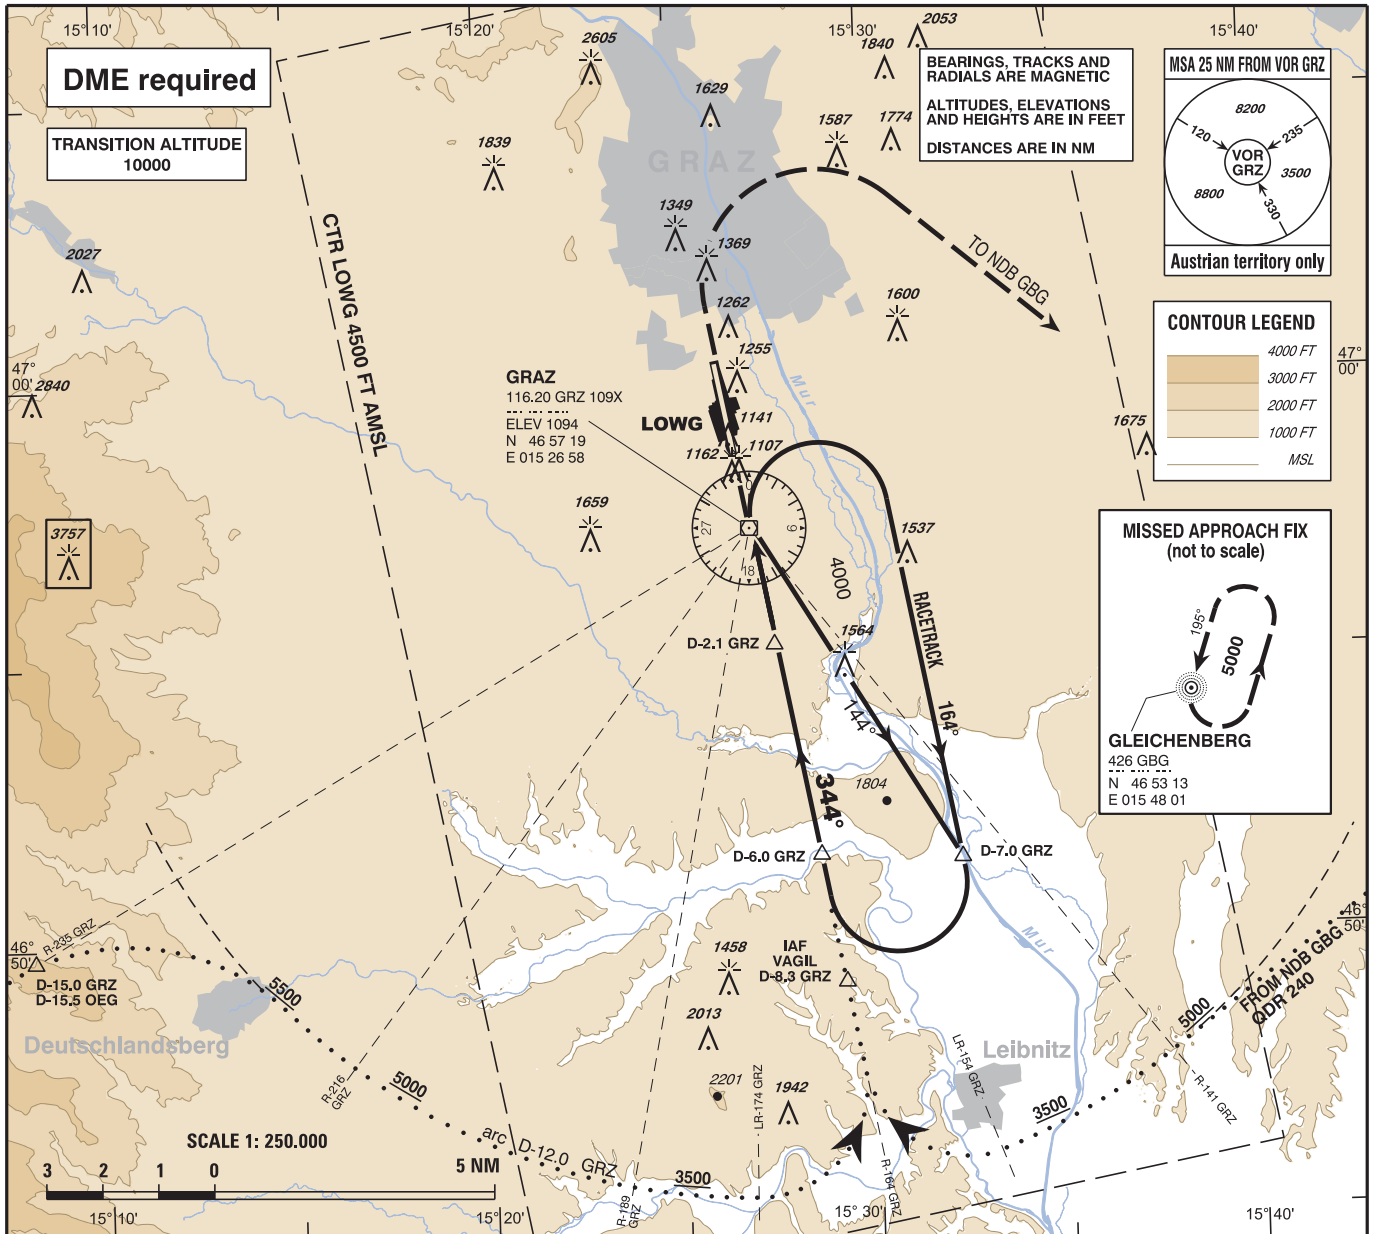 15°10'
15°20'
15°30'
15°40'
DME required
TRANSITION ALTITUDE
10000
BEARINGS, TRACKS AND
RADIALS ARE MAGNETIC
ALTITUDES, ELEVATIONS
AND HEIGHTS ARE IN FEET
DISTANCES ARE IN NM
MSA 25 NM FROM VOR GRZ
8200
120
235
VOR
GRZ
3500
8800
330
Austrian territory only
2053
1840
2605
1629
1587
1774
1839
GRAZ
1349
1369
2027
TO NDB GBG
CTR LOWG 4500 FT AMSL
1262
1600
1255
CONTOUR LEGEND
4000 FT
3000 FT
2000 FT
1000 FT
MSL
47°
00'
47°
00'
2840
GRAZ
116.20 GRZ 109X
ELEV 1094
N 46 57 19
E 015 26 58
Mur
LOWG
1141
1162
1107
1675
0
9
18
27
1659
1537
3757
4000
RACETRACK
164°
1564
D-2.1 GRZ
144°
344°
1804
D-6.0 GRZ
D-7.0 GRZ
MISSED APPROACH FIX
(not to scale)
195°
5000
GLEICHENBERG
426 GBG
N 46 53 13
E 015 48 01
46°
50'
46°
50'
R-235 GRZ
D-15.0 GRZ
D-15.5 OEG
5500
Deutschlandsberg
1458
IAF
VAGIL
D-8.3 GRZ
Mur
FROM NDB GBG
QDR 240
5000
2013
Leibnitz
LR-154 GRZ
R-216
GRZ
5000
2201
1942
LR-174 GRZ
3500
R-141 GRZ
SCALE 1: 250.000
3
2
1
0
5 NM
arc D-12.0 GRZ
3500
R-189
GRZ
R-164 GRZ
15°10'
15°20'
15° 30'
15°40'